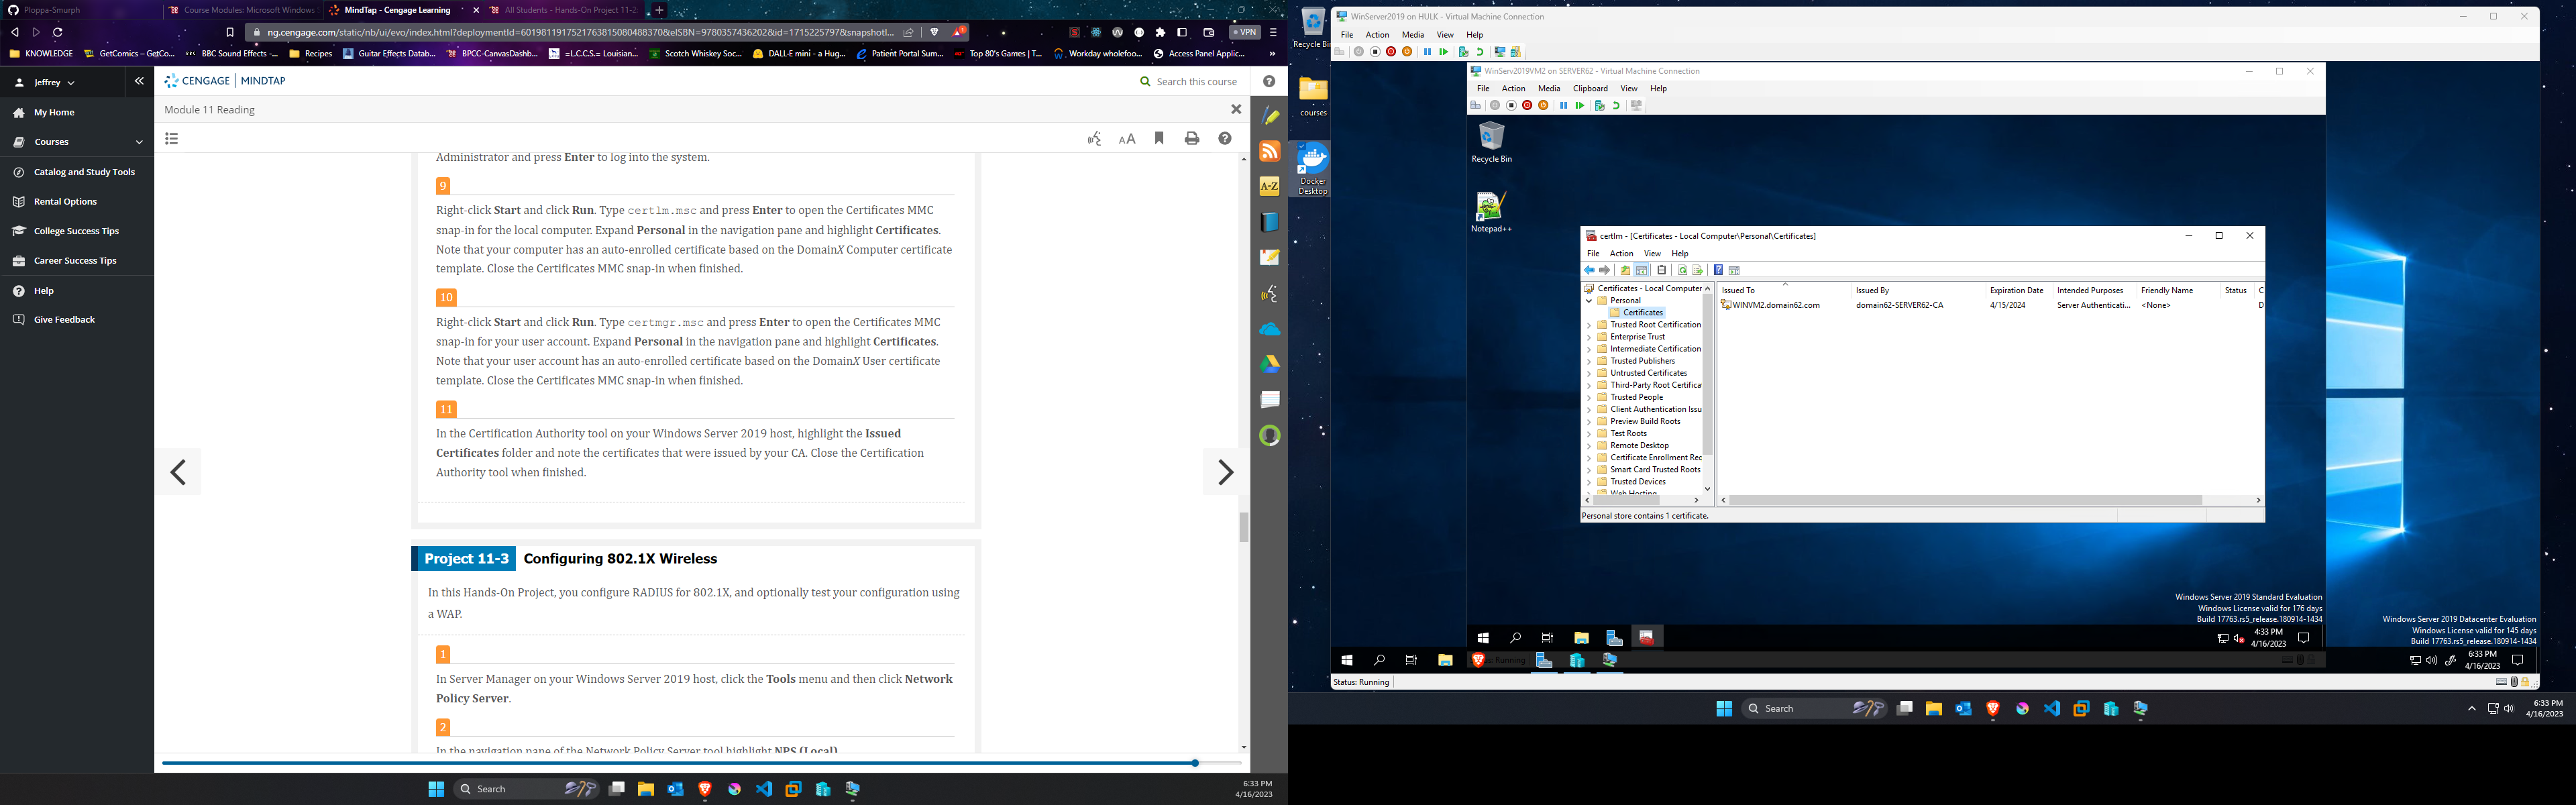 Ploppa-Smurph
Course Modules: Microsoft Windows S
MindTap - Cengage Learning
All Students - Hands-On Project 11-2:
ng.cengage.com/static/nb/ui/evo/index.html?deploymentId=6019811917521763815080488370&eISBN=9780357436202&id=1715225797&snapshotI...
VPN
KNOWLEDGE
GetComics – GetCo...
BBC Sound Effects -...
Recipes
Guitar Effects Datab...
BPCC-CanvasDashb...
=L.C.C.S.= Louisian...
Scotch Whiskey Soc...
DALL·E mini - a Hug...
Patient Portal Sum...
Top 80's Games | T...
Workday wholefoo...
Access Panel Applic...
Jeffrey
CENGAGE | MINDTAP
Search this course
Module 11 Reading
My Home
Courses
Catalog and Study Tools
Rental Options
College Success Tips
Career Success Tips
Help
Give Feedback
AA
A-Z
Administrator and press Enter to log into the system.
9
Right-click Start and click Run. Type certlm.msc and press Enter to open the Certificates MMC
snap-in for the local computer. Expand Personal in the navigation pane and highlight Certificates.
Note that your computer has an auto-enrolled certificate based on the DomainX Computer certificate
template. Close the Certificates MMC snap-in when finished.
10
Right-click Start and click Run. Type certmgr.msc and press Enter to open the Certificates MMC
snap-in for your user account. Expand Personal in the navigation pane and highlight Certificates.
Note that your user account has an auto-enrolled certificate based on the DomainX User certificate
template. Close the Certificates MMC snap-in when finished.
11
In the Certification Authority tool on your Windows Server 2019 host, highlight the Issued
Certificates folder and note the certificates that were issued by your CA. Close the Certification
Authority tool when finished.
Project 11-3
Configuring 802.1X Wireless
In this Hands-On Project, you configure RADIUS for 802.1X, and optionally test your configuration using
a WAP.
1
In Server Manager on your Windows Server 2019 host, click the Tools menu and then click Network
Policy Server.
2
In the navigation pane of the Network Policy Server tool highlight NPS (Local)
Search
6:33 PM
4/16/2023
Recycle Bin
courses
Docker
Desktop
WinServer2019 on HULK - Virtual Machine Connection
File Action Media View Help
WinServ2019VM2 on SERVER62 - Virtual Machine Connection
File Action Media Clipboard View Help
Recycle Bin
Notepad++
certlm - [Certificates - Local Computer\Personal\Certificates]
File Action View Help
Certificates - Local Computer
Personal
Certificates
Trusted Root Certification
Enterprise Trust
Intermediate Certification
Trusted Publishers
Untrusted Certificates
Third-Party Root Certifica
Trusted People
Client Authentication Issu
Preview Build Roots
Test Roots
Remote Desktop
Certificate Enrollment Rec
Smart Card Trusted Roots
Trusted Devices
Web Hosting
Issued To Issued By Expiration Date Intended Purposes Friendly Name Status C
WINVM2.domain62.com domain62-SERVER62-CA 4/15/2024 Server Authenticati... <None> D
Personal store contains 1 certificate.
Windows Server 2019 Standard Evaluation
Windows License valid for 176 days
Build 17763.rs5_release.180914-1434
4:33 PM
4/16/2023
Windows Server 2019 Datacenter Evaluation
Windows License valid for 145 days
Build 17763.rs5_release.180914-1434
Running
6:33 PM
4/16/2023
Status: Running
Search
6:33 PM
4/16/2023